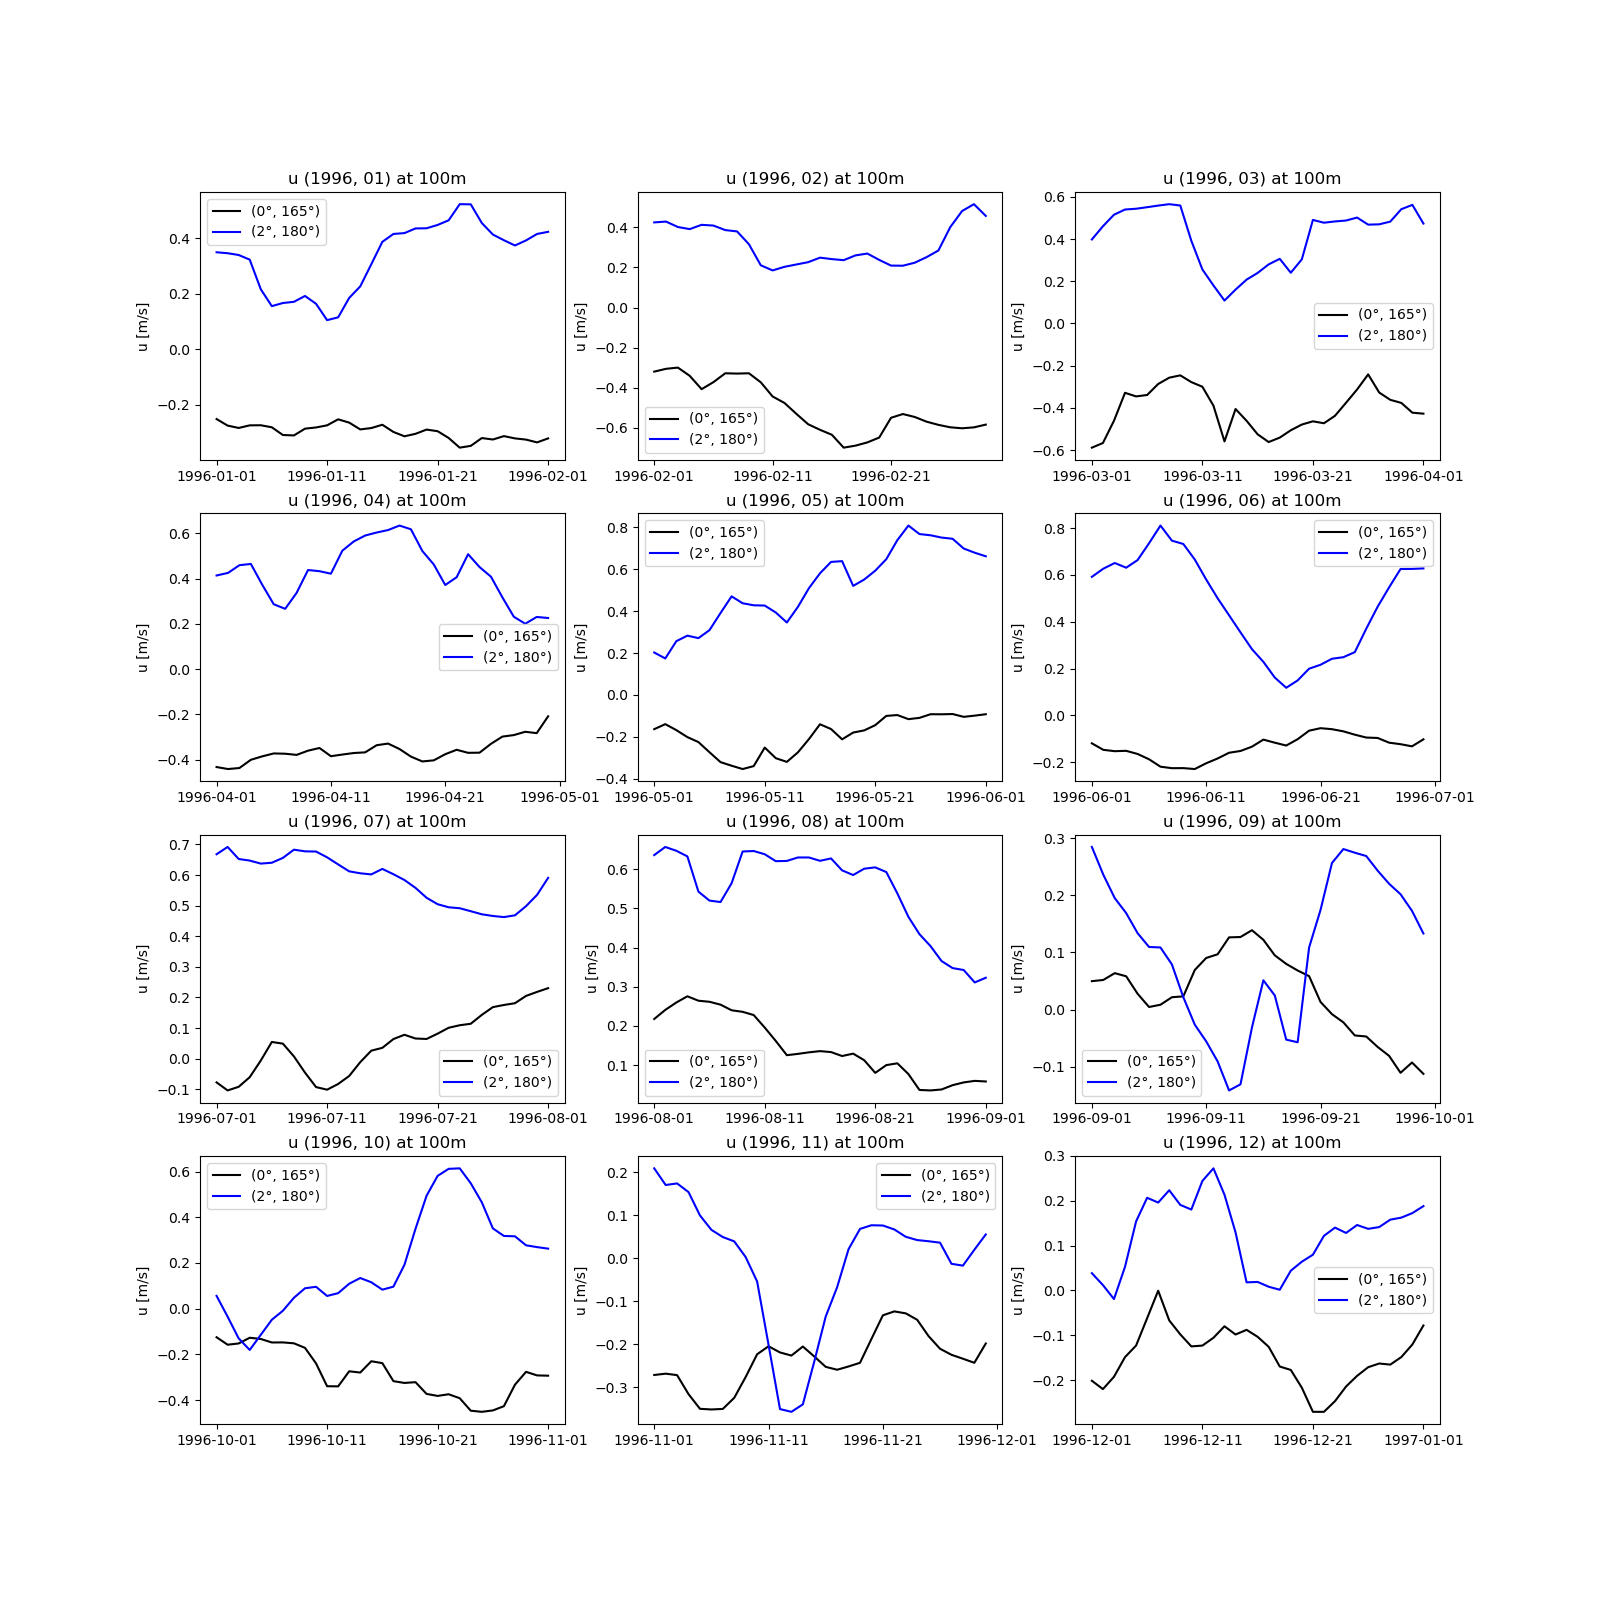 u (1996, 01) at 100m
u [m/s]
0.4
0.2
0.0
−0.2
(0°, 165°)
(2°, 180°)
1996-01-01 1996-01-11 1996-01-21 1996-02-01
u (1996, 02) at 100m
u [m/s]
0.4
0.2
0.0
−0.2
−0.4
−0.6
(0°, 165°)
(2°, 180°)
1996-02-01 1996-02-11 1996-02-21
u (1996, 03) at 100m
u [m/s]
0.6
0.4
0.2
0.0
−0.2
−0.4
−0.6
(0°, 165°)
(2°, 180°)
1996-03-01 1996-03-11 1996-03-21 1996-04-01
u (1996, 04) at 100m
u [m/s]
0.6
0.4
0.2
0.0
−0.2
−0.4
(0°, 165°)
(2°, 180°)
1996-04-01 1996-04-11 1996-04-21 1996-05-01
u (1996, 05) at 100m
u [m/s]
0.8
0.6
0.4
0.2
0.0
−0.2
−0.4
(0°, 165°)
(2°, 180°)
1996-05-01 1996-05-11 1996-05-21 1996-06-01
u (1996, 06) at 100m
u [m/s]
0.8
0.6
0.4
0.2
0.0
−0.2
(0°, 165°)
(2°, 180°)
1996-06-01 1996-06-11 1996-06-21 1996-07-01
u (1996, 07) at 100m
u [m/s]
0.7
0.6
0.5
0.4
0.3
0.2
0.1
0.0
−0.1
(0°, 165°)
(2°, 180°)
1996-07-01 1996-07-11 1996-07-21 1996-08-01
u (1996, 08) at 100m
u [m/s]
0.6
0.5
0.4
0.3
0.2
0.1
(0°, 165°)
(2°, 180°)
1996-08-01 1996-08-11 1996-08-21 1996-09-01
u (1996, 09) at 100m
u [m/s]
0.3
0.2
0.1
0.0
−0.1
(0°, 165°)
(2°, 180°)
1996-09-01 1996-09-11 1996-09-21 1996-10-01
u (1996, 10) at 100m
u [m/s]
0.6
0.4
0.2
0.0
−0.2
−0.4
(0°, 165°)
(2°, 180°)
1996-10-01 1996-10-11 1996-10-21 1996-11-01
u (1996, 11) at 100m
u [m/s]
0.2
0.1
0.0
−0.1
−0.2
−0.3
(0°, 165°)
(2°, 180°)
1996-11-01 1996-11-11 1996-11-21 1996-12-01
u (1996, 12) at 100m
u [m/s]
0.3
0.2
0.1
0.0
−0.1
−0.2
(0°, 165°)
(2°, 180°)
1996-12-01 1996-12-11 1996-12-21 1997-01-01